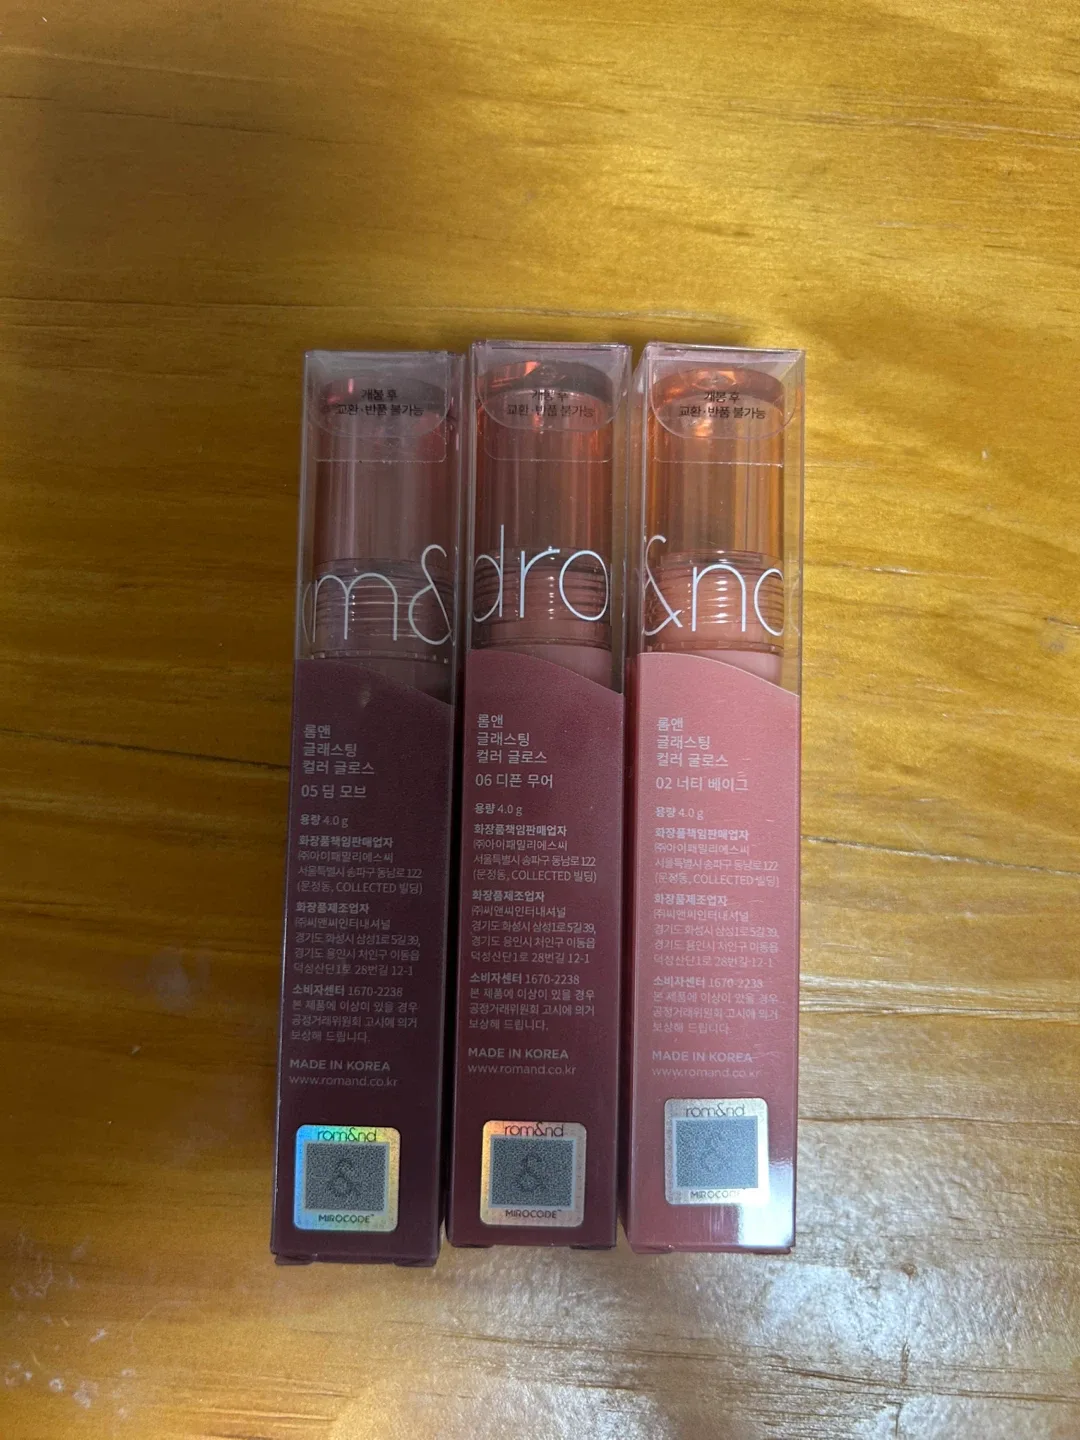 개봉 후
교환·반품 불가능
om&
롬앤
글래스팅
컬러 글로스
05 딤 모브
용량 4.0 g
화장품책임판매업자
㈜아이패밀리에스씨
서울특별시 송파구 동남로 122
(문정동, COLLECTED 빌딩)
화장품제조업자
㈜씨앤씨인터내셔널
경기도 화성시 삼성1로 5길 39,
경기도 용인시 처인구 이동읍
덕성산단1로 28번길 12-1
소비자센터 1670-2238
본 제품에 이상이 있을 경우
공정거래위원회 고시에 의거
보상해 드립니다.
MADE IN KOREA
www.romand.co.kr
rom&nd
&
MIROCODE™
개봉 후
교환·반품 불가능
dro
롬앤
글래스팅
컬러 글로스
06 디픈 무어
용량 4.0 g
화장품책임판매업자
㈜아이패밀리에스씨
서울특별시 송파구 동남로 122
(문정동, COLLECTED 빌딩)
화장품제조업자
㈜씨앤씨인터내셔널
경기도 화성시 삼성1로 5길 39,
경기도 용인시 처인구 이동읍
덕성산단1로 28번길 12-1
소비자센터 1670-2238
본 제품에 이상이 있을 경우
공정거래위원회 고시에 의거
보상해 드립니다.
MADE IN KOREA
www.romand.co.kr
rom&nd
&
MIROCODE™
개봉 후
교환·반품 불가능
&nd
롬앤
글래스팅
컬러 글로스
02 너티 베이그
용량 4.0 g
화장품책임판매업자
㈜아이패밀리에스씨
서울특별시 송파구 동남로 122
(문정동, COLLECTED 빌딩)
화장품제조업자
㈜씨앤씨인터내셔널
경기도 화성시 삼성1로 5길 39,
경기도 용인시 처인구 이동읍
덕성산단1로 28번길 12-1
소비자센터 1670-2238
본 제품에 이상이 있을 경우
공정거래위원회 고시에 의거
보상해 드립니다.
MADE IN KOREA
www.romand.co.kr
rom&nd
&
MIROCODE